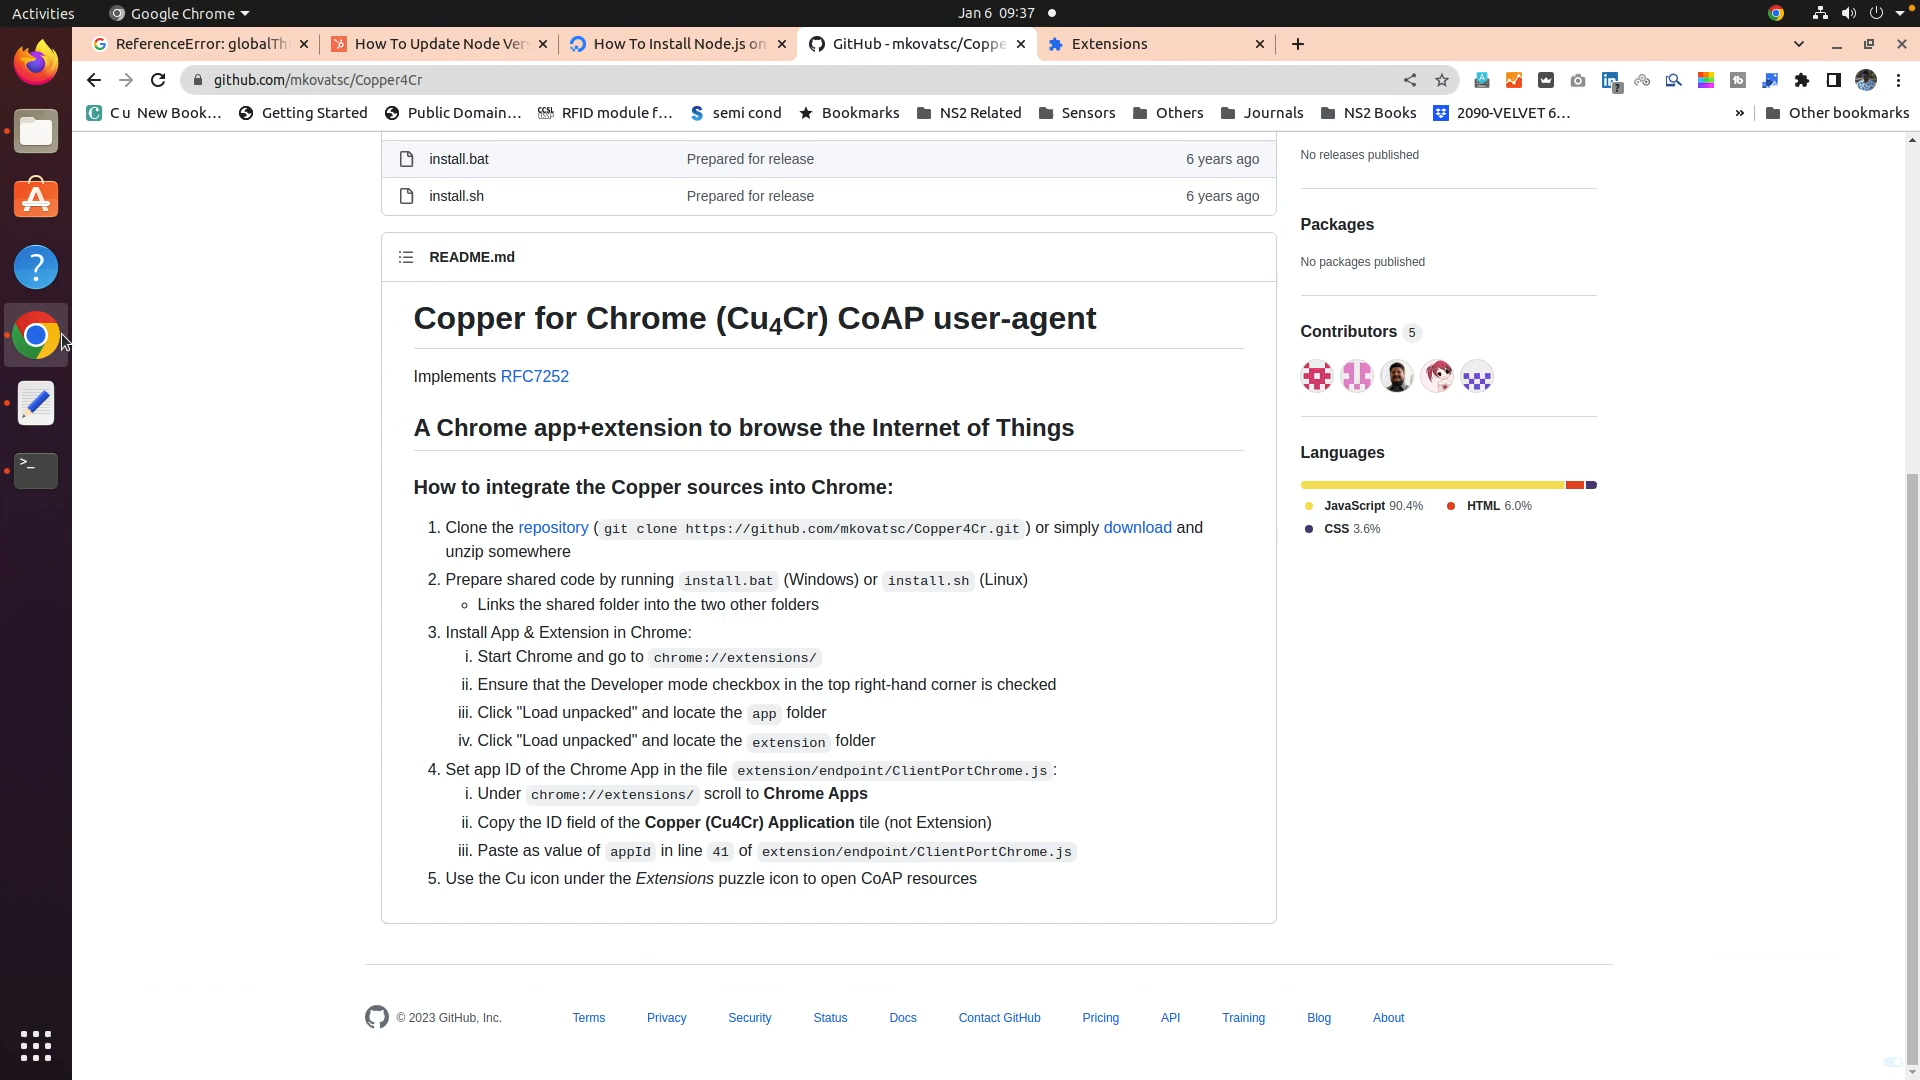 Activities
Google Chrome
Jan 6 09:37
ReferenceError: globalTh
How To Update Node Ver
How To Install Node.js on
GitHub - mkovatsc/Coppe
Extensions
github.com/mkovatsc/Copper4Cr
C u New Book...
Getting Started
Public Domain...
RFID module f...
semi cond
Bookmarks
NS2 Related
Sensors
Others
Journals
NS2 Books
2090-VELVET 6...
»
Other bookmarks
install.bat
Prepared for release
6 years ago
install.sh
Prepared for release
6 years ago
README.md
Copper for Chrome (Cu4Cr) CoAP user-agent
Implements RFC7252
A Chrome app+extension to browse the Internet of Things
How to integrate the Copper sources into Chrome:
1. Clone the repository ( git clone https://github.com/mkovatsc/Copper4Cr.git ) or simply download and
unzip somewhere
2. Prepare shared code by running install.bat (Windows) or install.sh (Linux)
Links the shared folder into the two other folders
3. Install App & Extension in Chrome:
i. Start Chrome and go to chrome://extensions/
ii. Ensure that the Developer mode checkbox in the top right-hand corner is checked
iii. Click "Load unpacked" and locate the app folder
iv. Click "Load unpacked" and locate the extension folder
4. Set app ID of the Chrome App in the file extension/endpoint/ClientPortChrome.js :
i. Under chrome://extensions/ scroll to Chrome Apps
ii. Copy the ID field of the Copper (Cu4Cr) Application tile (not Extension)
iii. Paste as value of appId in line 41 of extension/endpoint/ClientPortChrome.js
5. Use the Cu icon under the Extensions puzzle icon to open CoAP resources
No releases published
Packages
No packages published
Contributors 5
Languages
JavaScript 90.4%
HTML 6.0%
CSS 3.6%
© 2023 GitHub, Inc.
Terms
Privacy
Security
Status
Docs
Contact GitHub
Pricing
API
Training
Blog
About